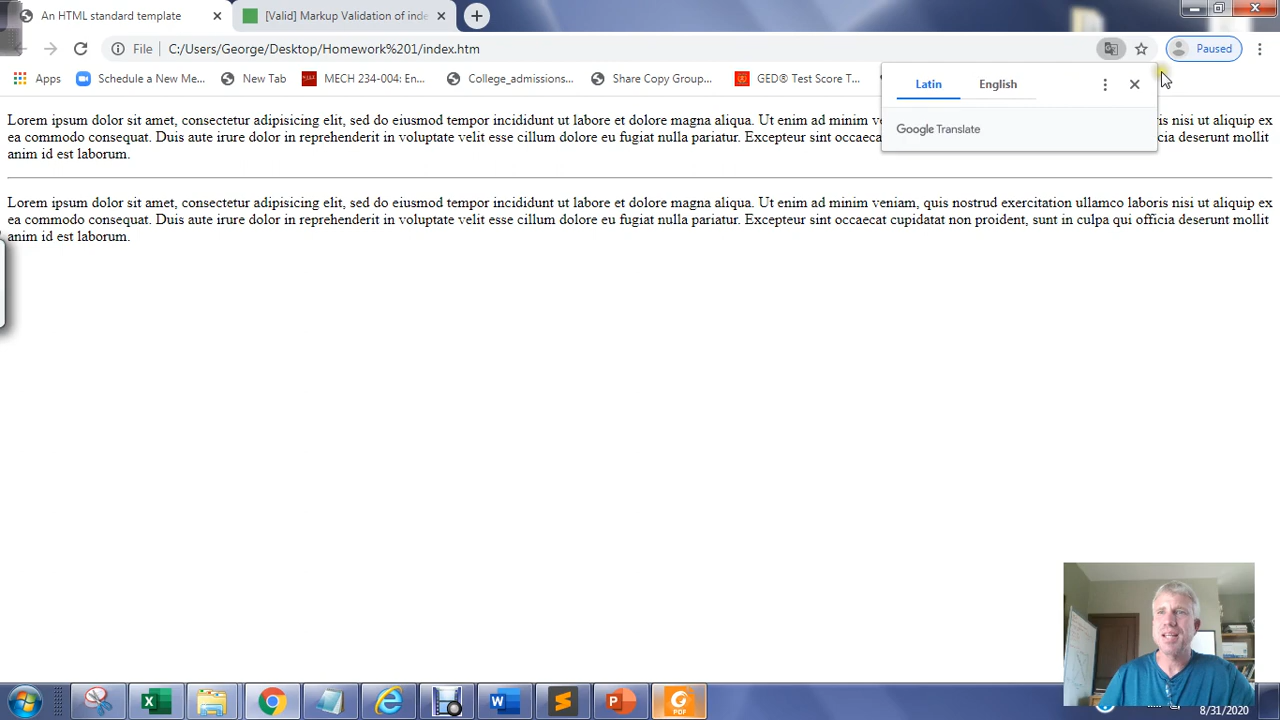 An HTML standard template
[Valid] Markup Validation of inde
File C:/Users/George/Desktop/Homework%201/index.htm
Paused
Apps Schedule a New Me... New Tab MECH 234-004: En... College_admissions... Share Copy Group... GED® Test Score T...
Latin English
Google Translate
Lorem ipsum dolor sit amet, consectetur adipisicing elit, sed do eiusmod tempor incididunt ut labore et dolore magna aliqua. Ut enim ad minim v is nisi ut aliquip ex
ea commodo consequat. Duis aute irure dolor in reprehenderit in voluptate velit esse cillum dolore eu fugiat nulla pariatur. Excepteur sint occaeca cia deserunt mollit
anim id est laborum.
Lorem ipsum dolor sit amet, consectetur adipisicing elit, sed do eiusmod tempor incididunt ut labore et dolore magna aliqua. Ut enim ad minim veniam, quis nostrud exercitation ullamco laboris nisi ut aliquip ex
ea commodo consequat. Duis aute irure dolor in reprehenderit in voluptate velit esse cillum dolore eu fugiat nulla pariatur. Excepteur sint occaecat cupidatat non proident, sunt in culpa qui officia deserunt mollit
anim id est laborum.
PDF
8/31/2020